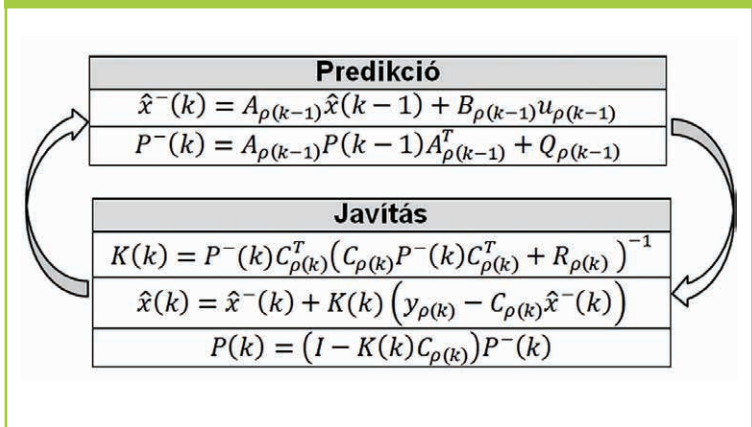 Predikció
x̂⁻(k) = A_ρ(k−1) x̂(k − 1) + B_ρ(k−1) u_ρ(k−1)
P⁻(k) = A_ρ(k−1) P(k − 1) A^T_ρ(k−1) + Q_ρ(k−1)
Javítás
K(k) = P⁻(k) C^T_ρ(k) (C_ρ(k) P⁻(k) C^T_ρ(k) + R_ρ(k))⁻¹
x̂(k) = x̂⁻(k) + K(k) (y_ρ(k) − C_ρ(k) x̂⁻(k))
P(k) = (I − K(k) C_ρ(k)) P⁻(k)